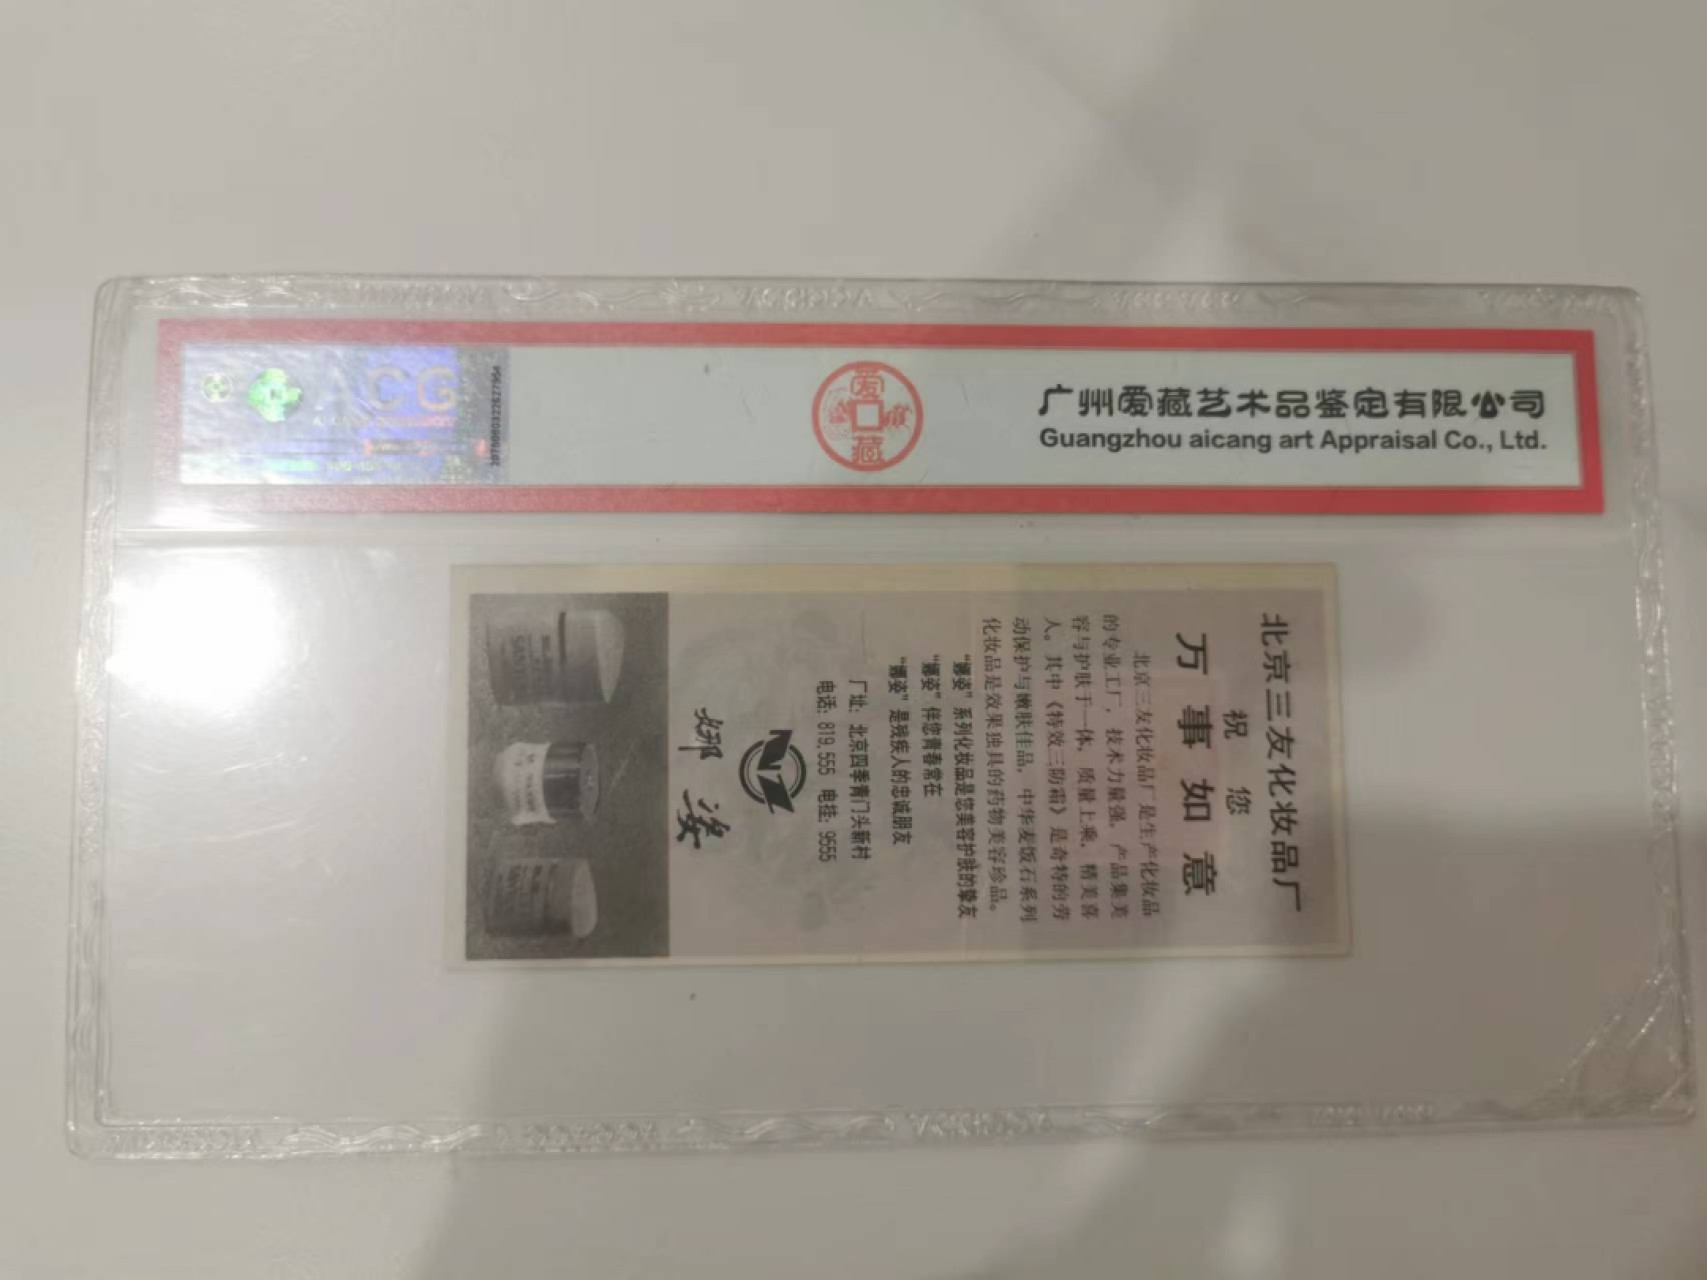 广州爱藏艺术品鉴定有限公司
Guangzhou aicang art Appraisal Co., Ltd.
爱藏
ACG
北京三友化妆品厂
祝您
万事如意
北京三友化妆品厂是生产化妆品
的专业工厂，技术力量强，产品集美
容与护肤于一体，质量上乘，精美喜
人。其中《特效三防霜》是奇特的劳
动保护与嫩肤佳品，中华麦饭石系列
化妆品是效果独具的药物美容珍品。
“娜姿”系列化妆品是您美容护肤的挚友
“娜姿”伴您青春常在
“娜姿”是残疾人的忠诚朋友
厂址：北京四季青门头新村
电话：819.555 电挂：9555
NZ
娜姿